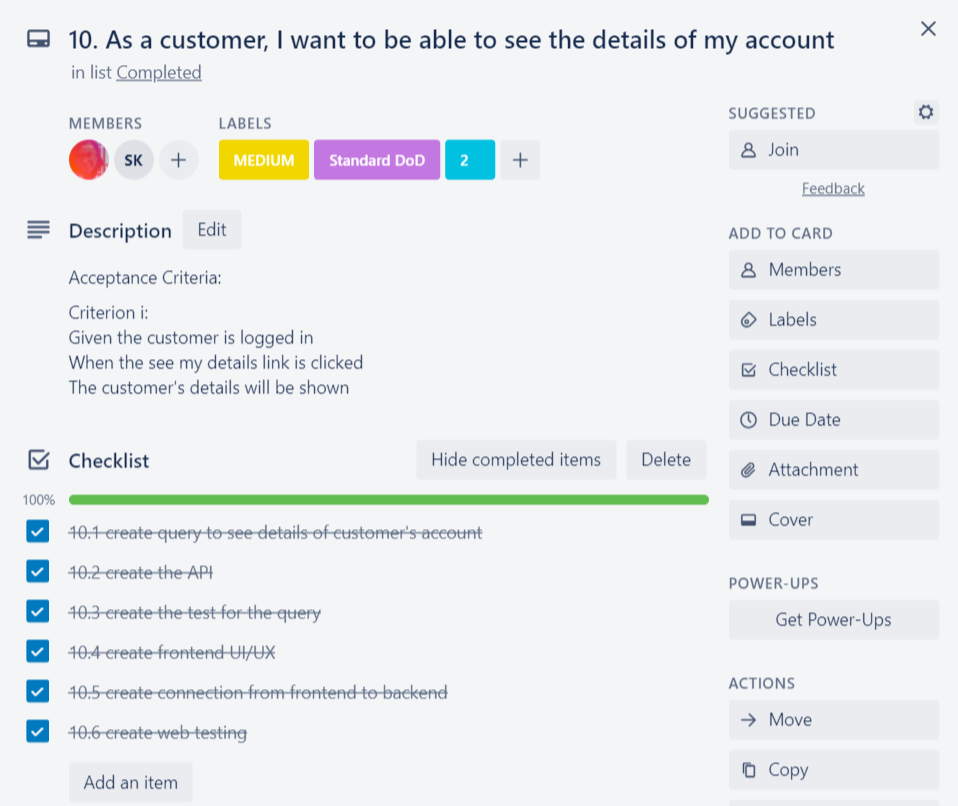 10. As a customer, I want to be able to see the details of my account
in list Completed
MEMBERS
LABELS
SK
MEDIUM
Standard DoD
2
Description
Edit
Acceptance Criteria:
Criterion i:
Given the customer is logged in
When the see my details link is clicked
The customer's details will be shown
Checklist
Hide completed items
Delete
100%
10.1 create query to see details of customer's account
10.2 create the API
10.3 create the test for the query
10.4 create frontend UI/UX
10.5 create connection from frontend to backend
10.6 create web testing
Add an item
SUGGESTED
Join
Feedback
ADD TO CARD
Members
Labels
Checklist
Due Date
Attachment
Cover
POWER-UPS
Get Power-Ups
ACTIONS
Move
Copy